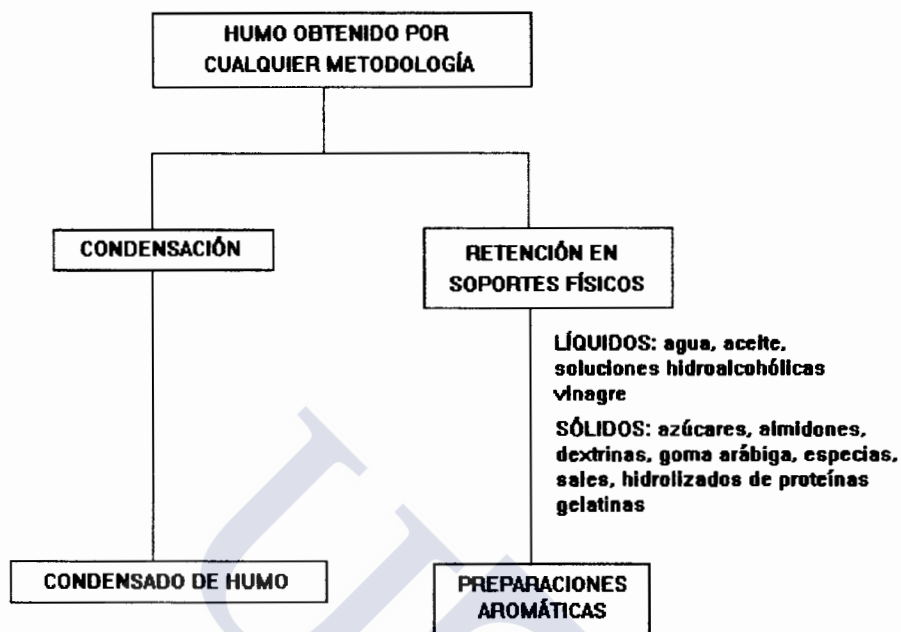 HUMO OBTENIDO POR
CUALQUIER METODOLOGÍA
CONDENSACIÓN
RETENCIÓN EN
SOPORTES FÍSICOS
LÍQUIDOS: agua, aceite,
soluciones hidroalcohólicas
vinagre
SÓLIDOS: azúcares, almidones,
dextrinas, goma arábiga, especias,
sales, hidrolizados de proteínas
gelatinas
CONDENSADO DE HUMO
PREPARACIONES
AROMÁTICAS